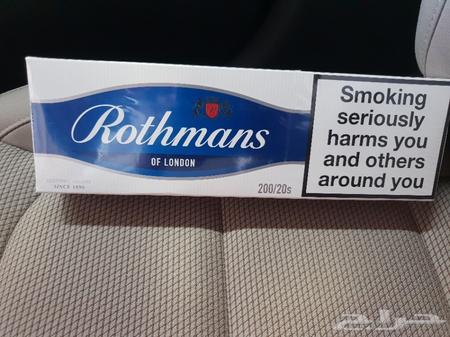 Rothmans
OF LONDON
SINCE 1890
200/20s
Smoking
seriously
harms you
and others
around you
حراج